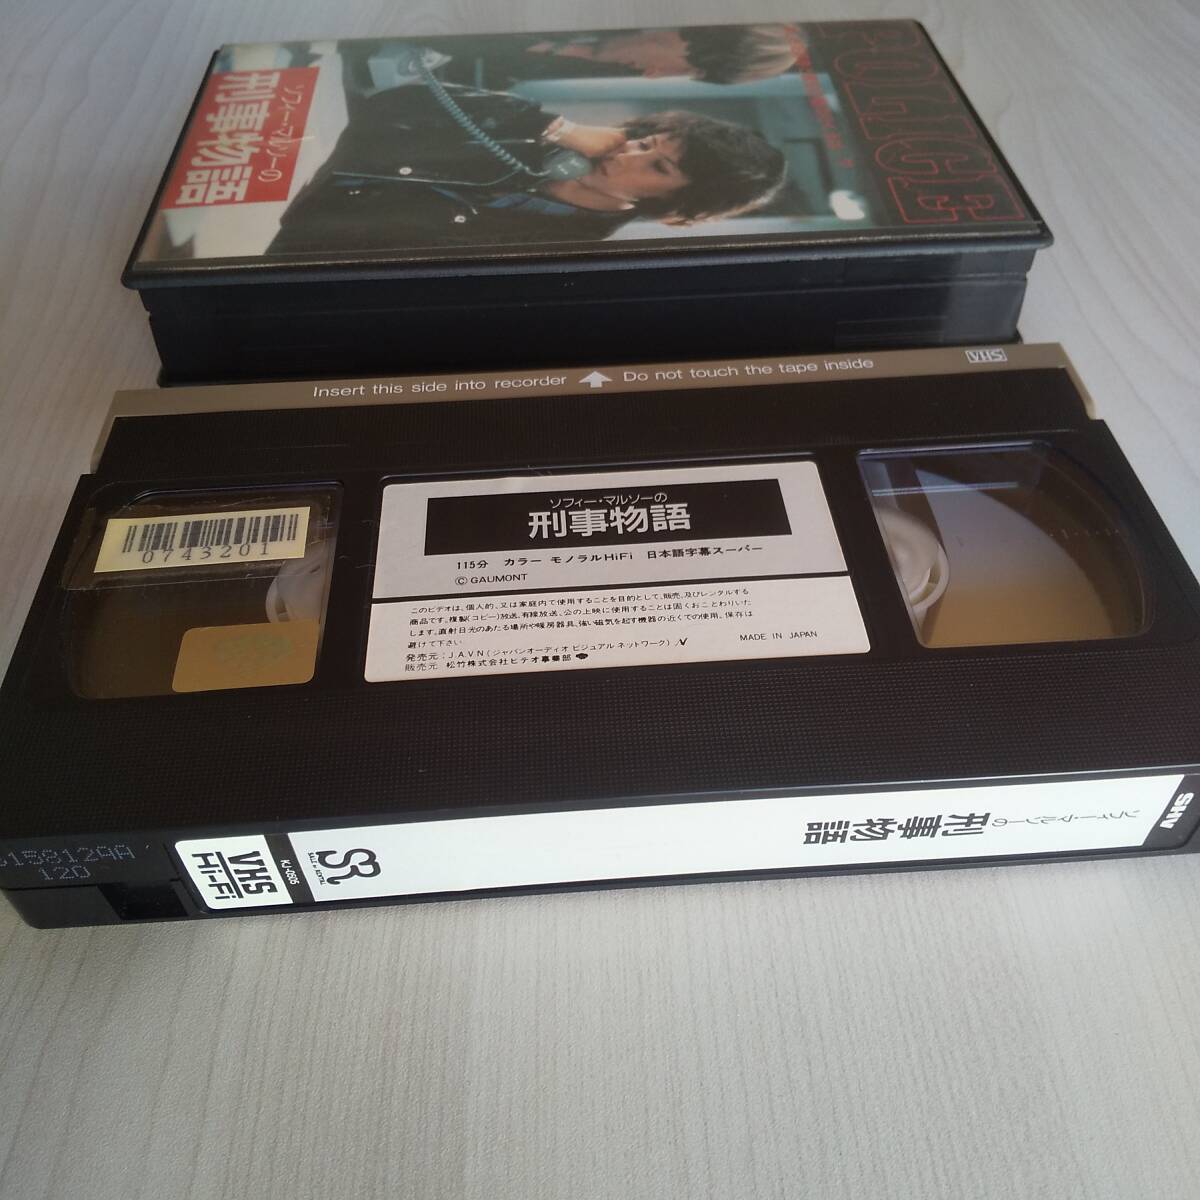 POLICE
ソフィー・マルソーの
刑事物語
Insert this side into recorder Do not touch the tape inside
VHS
0743201
ソフィー・マルソーの
刑事物語
115分 カラー モノラルHiFi 日本語字幕スーパー
© GAUMONT
このビデオは、個人的、又は家庭内で使用することを目的として、販売、及びレンタルする
商品です。複製(コピー)放送、有線放送、公の上映に使用することは固くおことわりいた
します。直射日光のあたる場所や暖房器具、強い磁気を起す機器の近くでの使用、保存は
避けて下さい。
MADE IN JAPAN
発売元:J.A.V.N(ジャパンオーディオ ビジュアル ネットワーク)
販売元 松竹株式会社ビデオ事業部
SHV
ソフィー・マルソーの
刑事物語
SR
SALE & RENTAL
KJ-0505
VHS
Hi-Fi
158124AA
120